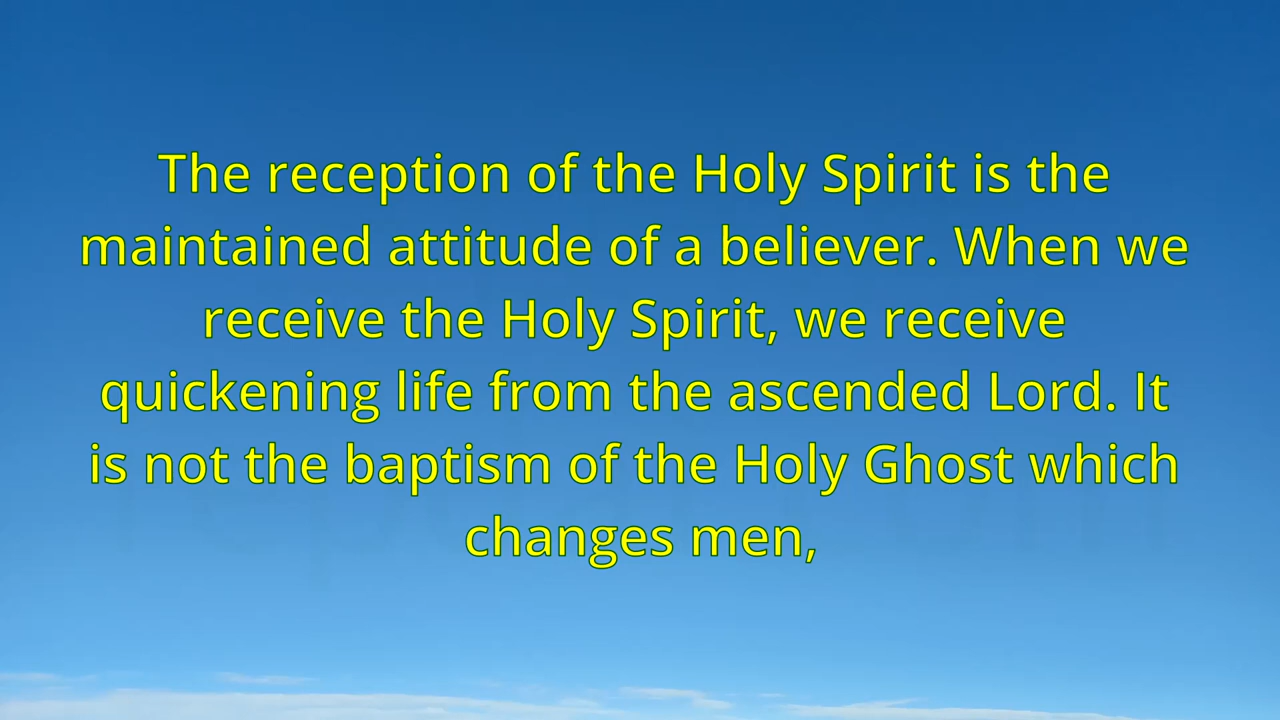 The reception of the Holy Spirit is the
maintained attitude of a believer. When we
receive the Holy Spirit, we receive
quickening life from the ascended Lord. It
is not the baptism of the Holy Ghost which
changes men,